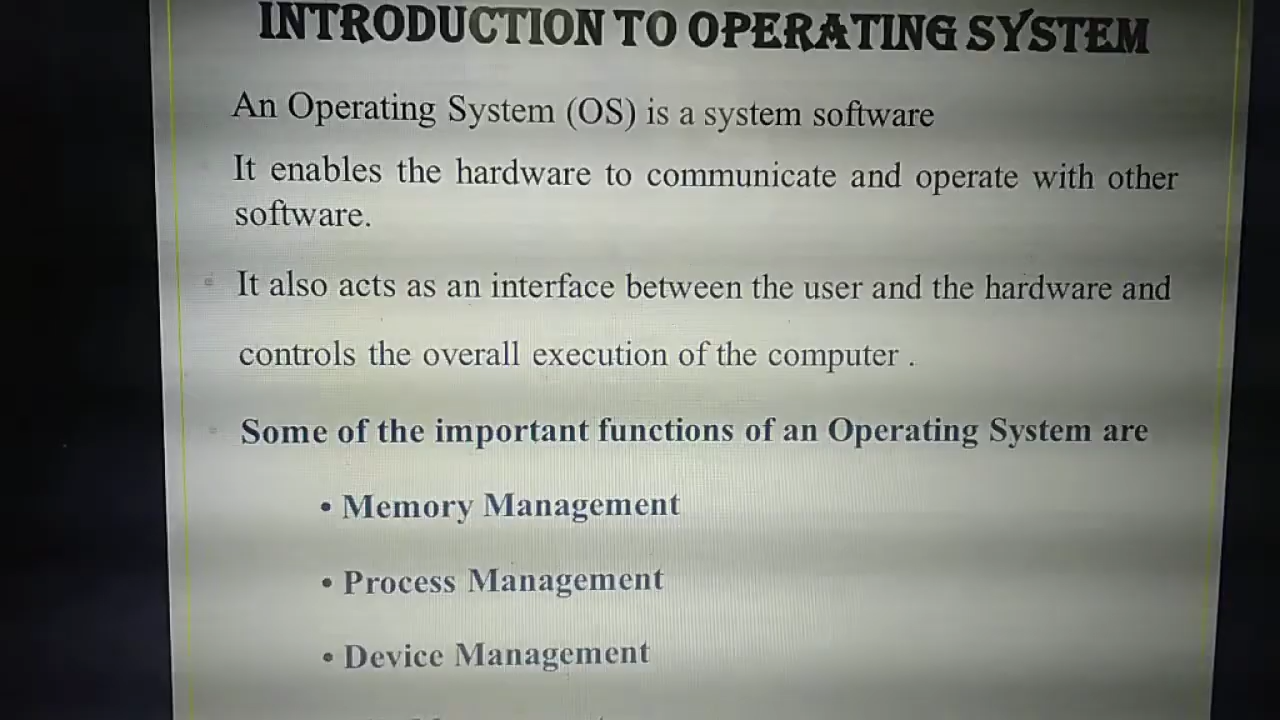 INTRODUCTION TO OPERATING SYSTEM
An Operating System (OS) is a system software
It enables the hardware to communicate and operate with other
software.
It also acts as an interface between the user and the hardware and
controls the overall execution of the computer .
Some of the important functions of an Operating System are
• Memory Management
• Process Management
• Device Management